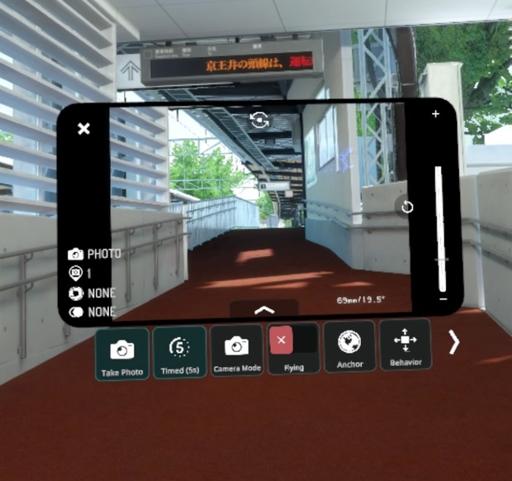 京王井の頭線は、運転
PHOTO
1
NONE
NONE
69mm/19.5°
Take Photo
Timed (5s)
5
Camera Mode
Flying
Anchor
Behavior